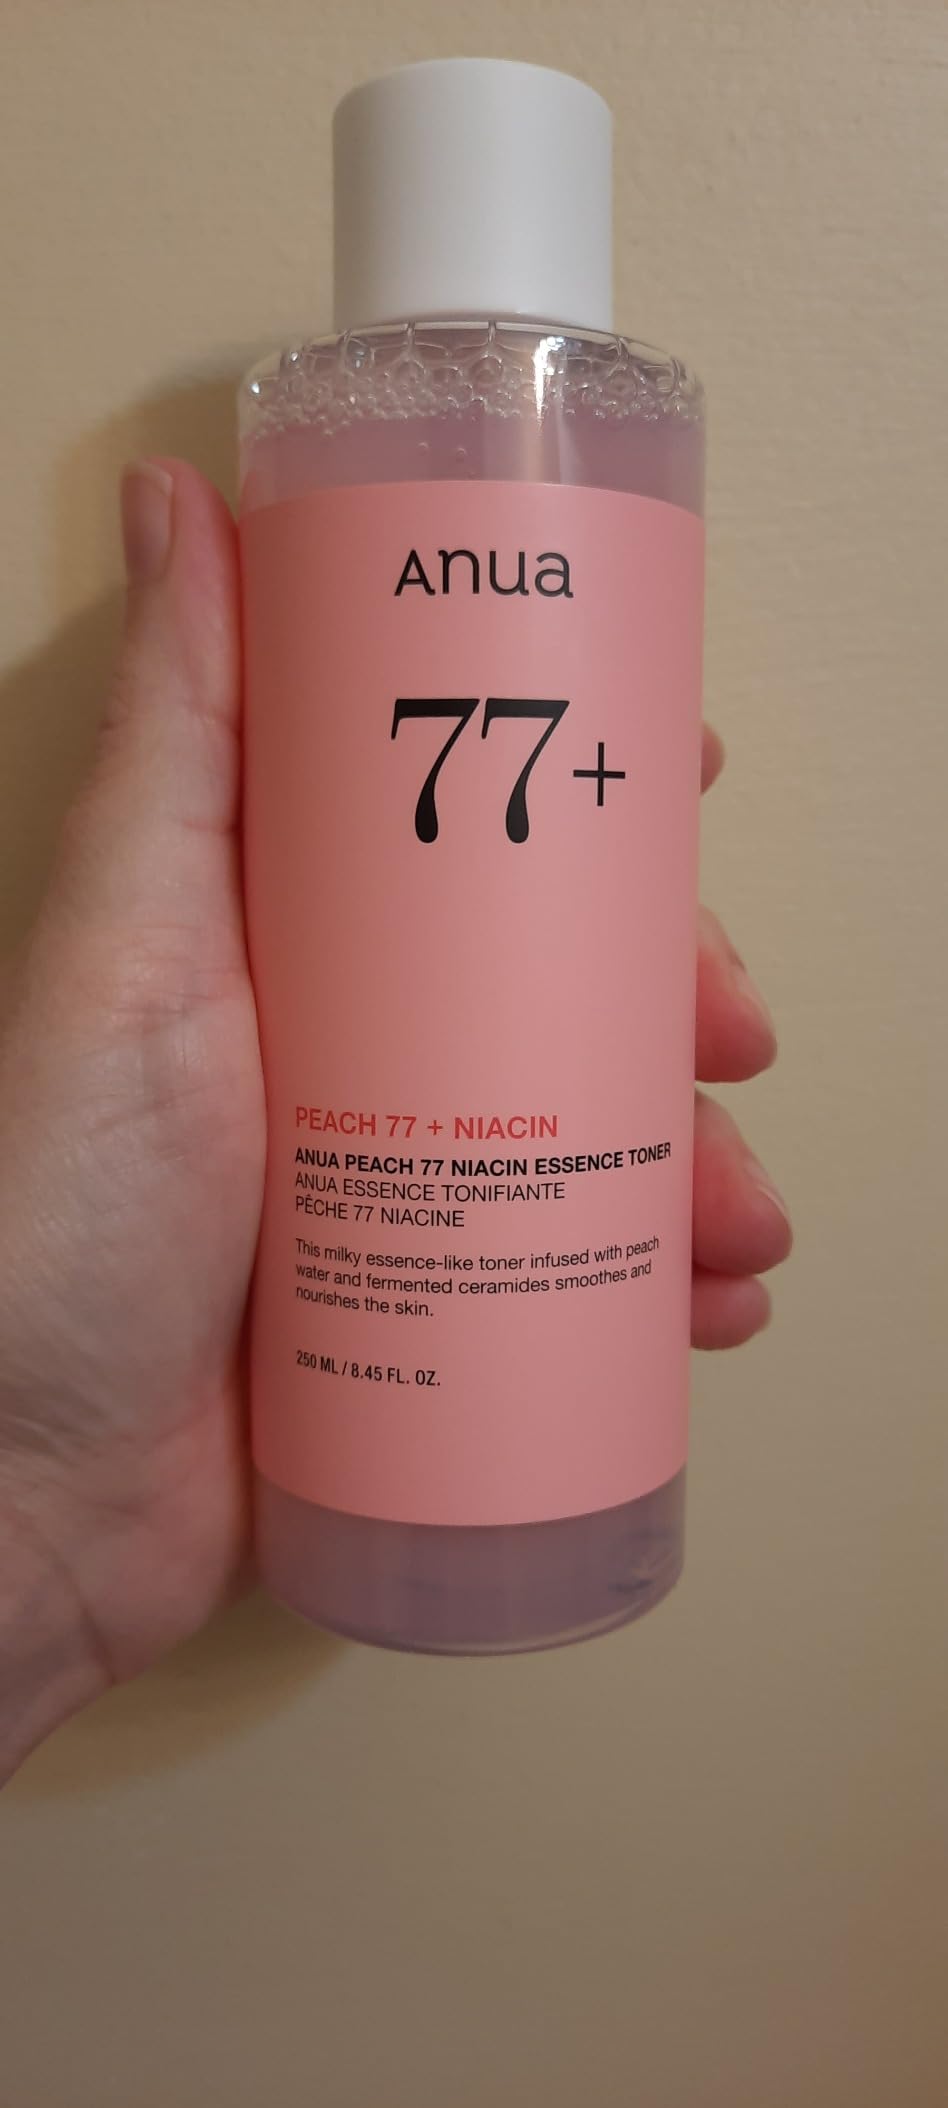 Anua
77+
PEACH 77 + NIACIN
ANUA PEACH 77 NIACIN ESSENCE TONER
ANUA ESSENCE TONIFIANTE
PÊCHE 77 NIACINE
This milky essence-like toner infused with peach
water and fermented ceramides smoothes and
nourishes the skin.
250 ML / 8.45 FL. OZ.